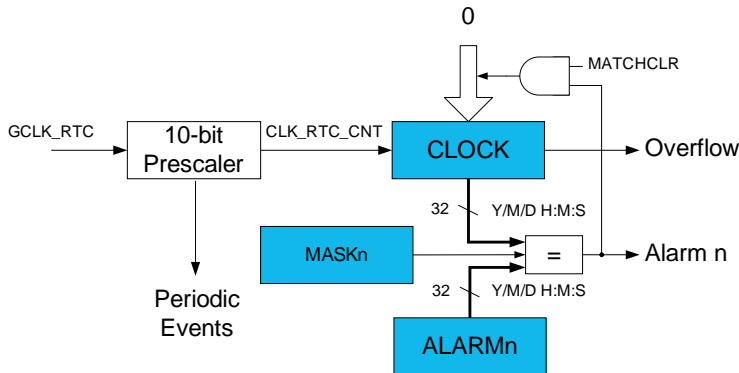 0
MATCHCLR
GCLK_RTC
10-bit
Prescaler
CLK_RTC_CNT
CLOCK
Overflow
32
Y/M/D H:M:S
MASKn
=
Alarm n
32
Y/M/D H:M:S
Periodic
Events
ALARMn